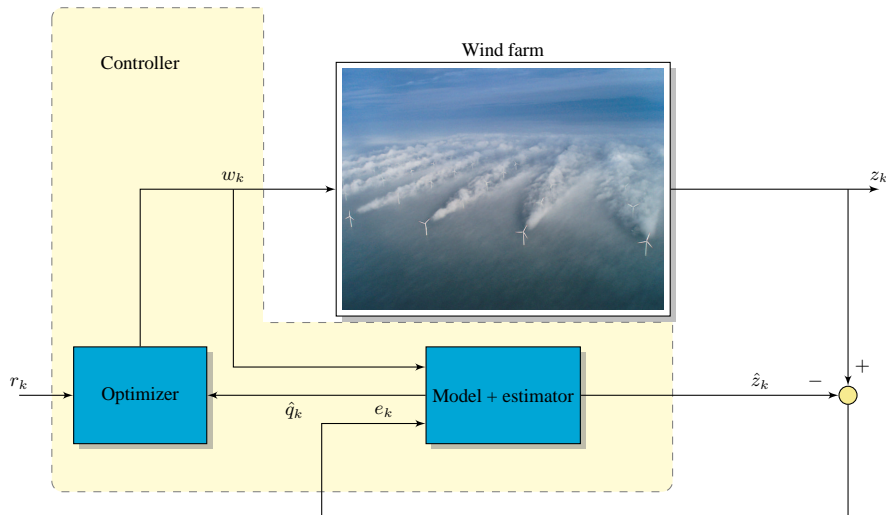 Wind farm
Controller
w_k
z_k
r_k
Optimizer
Model + estimator
ẑ_k
−
+
q̂_k
e_k